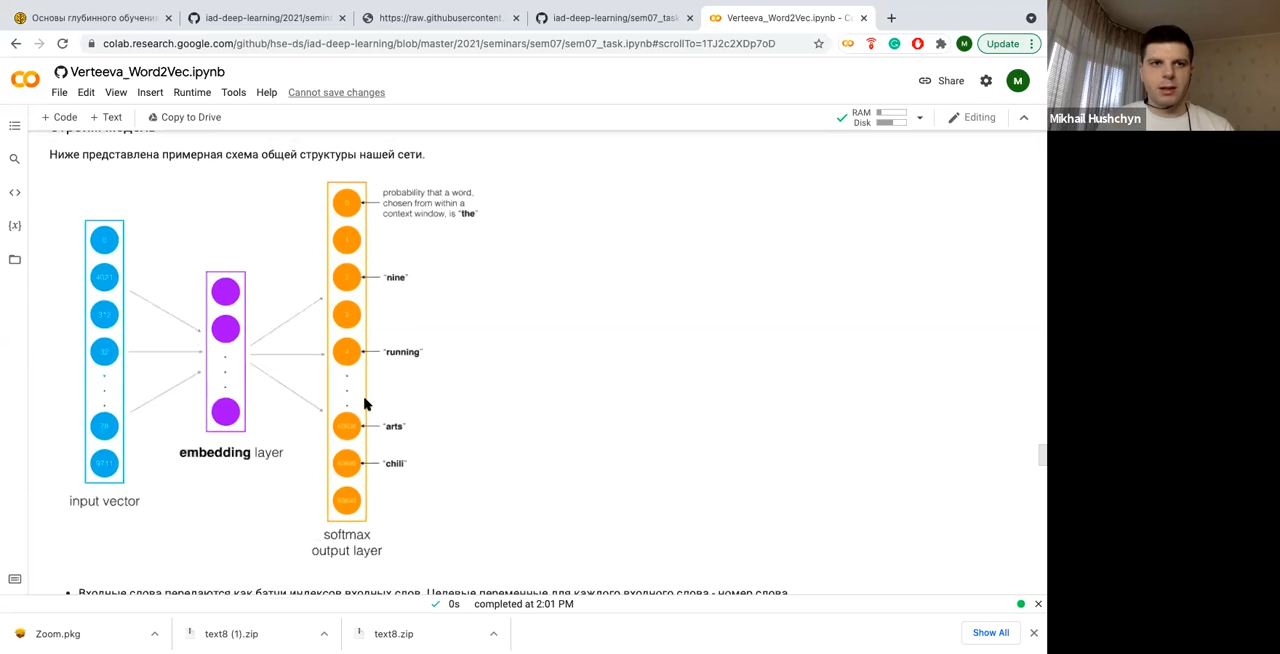 Основы глубинного обучения
iad-deep-learning/2021/semin
https://raw.githubusercontent
iad-deep-learning/sem07_task
Verteeva_Word2Vec.ipynb - C
colab.research.google.com/github/hse-ds/iad-deep-learning/blob/master/2021/seminars/sem07/sem07_task.ipynb#scrollTo=1TJ2c2XDp7oD
M
Update
Verteeva_Word2Vec.ipynb
Share
M
File Edit View Insert Runtime Tools Help Cannot save changes
+ Code + Text Copy to Drive
RAM
Disk
Editing
Mikhail Hushchyn
Ниже представлена примерная схема общей структуры нашей сети.
probability that a word,
chosen from within a
context window, is "the"
"nine"
"running"
"arts"
"chili"
4021
32
9711
embedding layer
input vector
softmax
output layer
Входные слова передаются как батчи индексов входных слов. Целевые переменные для каждого входного слова - номер слова
0s completed at 2:01 PM
Zoom.pkg
text8 (1).zip
text8.zip
Show All